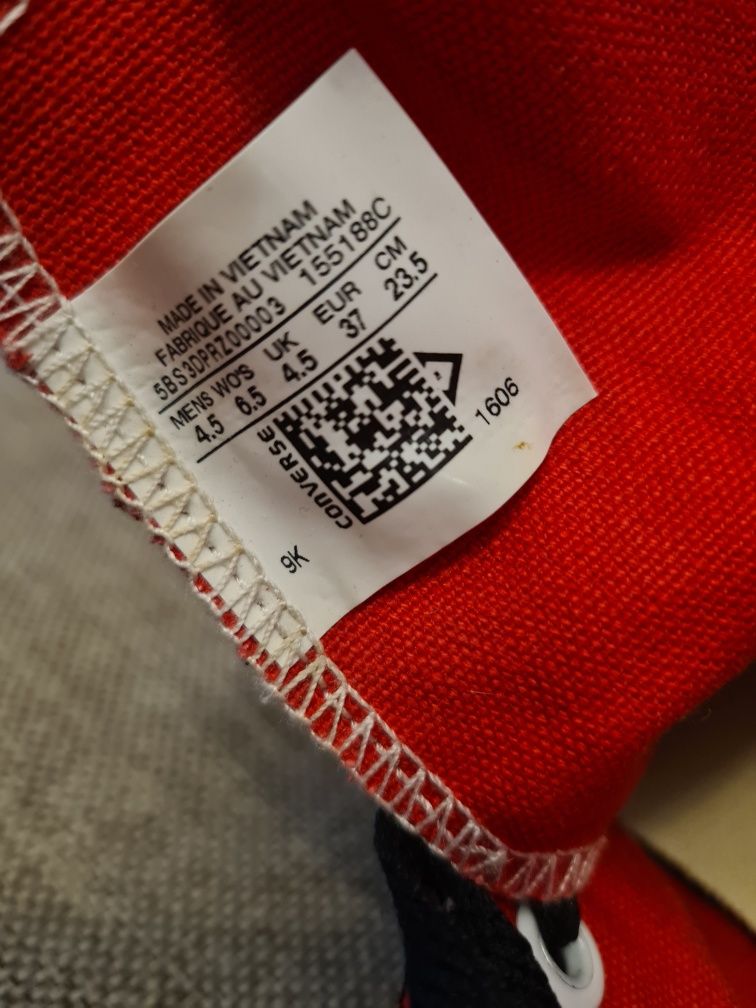 MADE IN VIETNAM
FABRIQUE AU VIETNAM
5BS3DPRZ00003 155188C
MENS WO'S UK EUR CM
4.5 6.5 4.5 37 23.5
CONVERSE
1606
9K